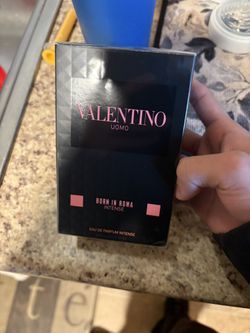 VALENTINO
UOMO
BORN IN ROMA
INTENSE
EAU DE PARFUM INTENSE